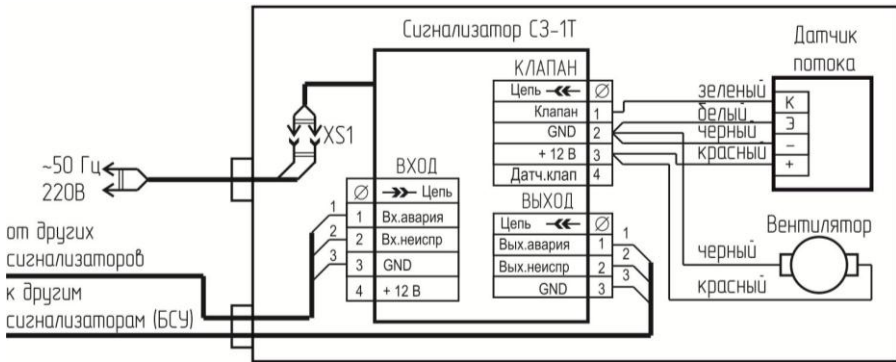 Сигнализатор СЗ-1Т
Датчик
потока
КЛАПАН
Цепь Ø
Клапан 1
GND 2
+ 12 В 3
Датч.клап 4
зеленый
белый
черный
красный
К
Э
–
+
XS1
~50 Гц
220В
ВХОД
Ø Цепь
1 1 Вх.авария
2 2 Вх.неиспр
3 3 GND
4 + 12 В
ВЫХОД
Цепь Ø
Вых.авария 1 1
Вых.неиспр 2 2
GND 3 3
Вентилятор
черный
красный
от других
сигнализаторов
к другим
сигнализаторам (БСУ)